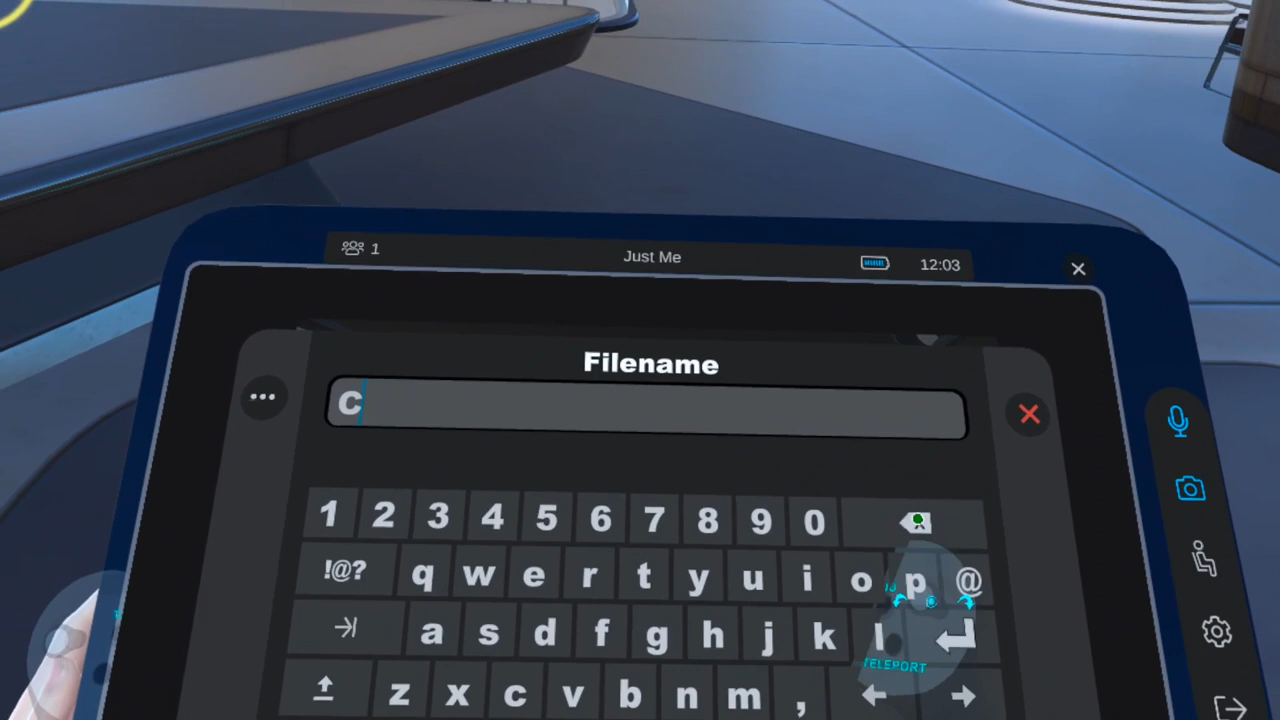 1 Just Me 12:03
Filename
C
1 2 3 4 5 6 7 8 9 0
!@? q w e r t y u i o p @
a s d f g h j k l
TELEPORT
z x c v b n m ,